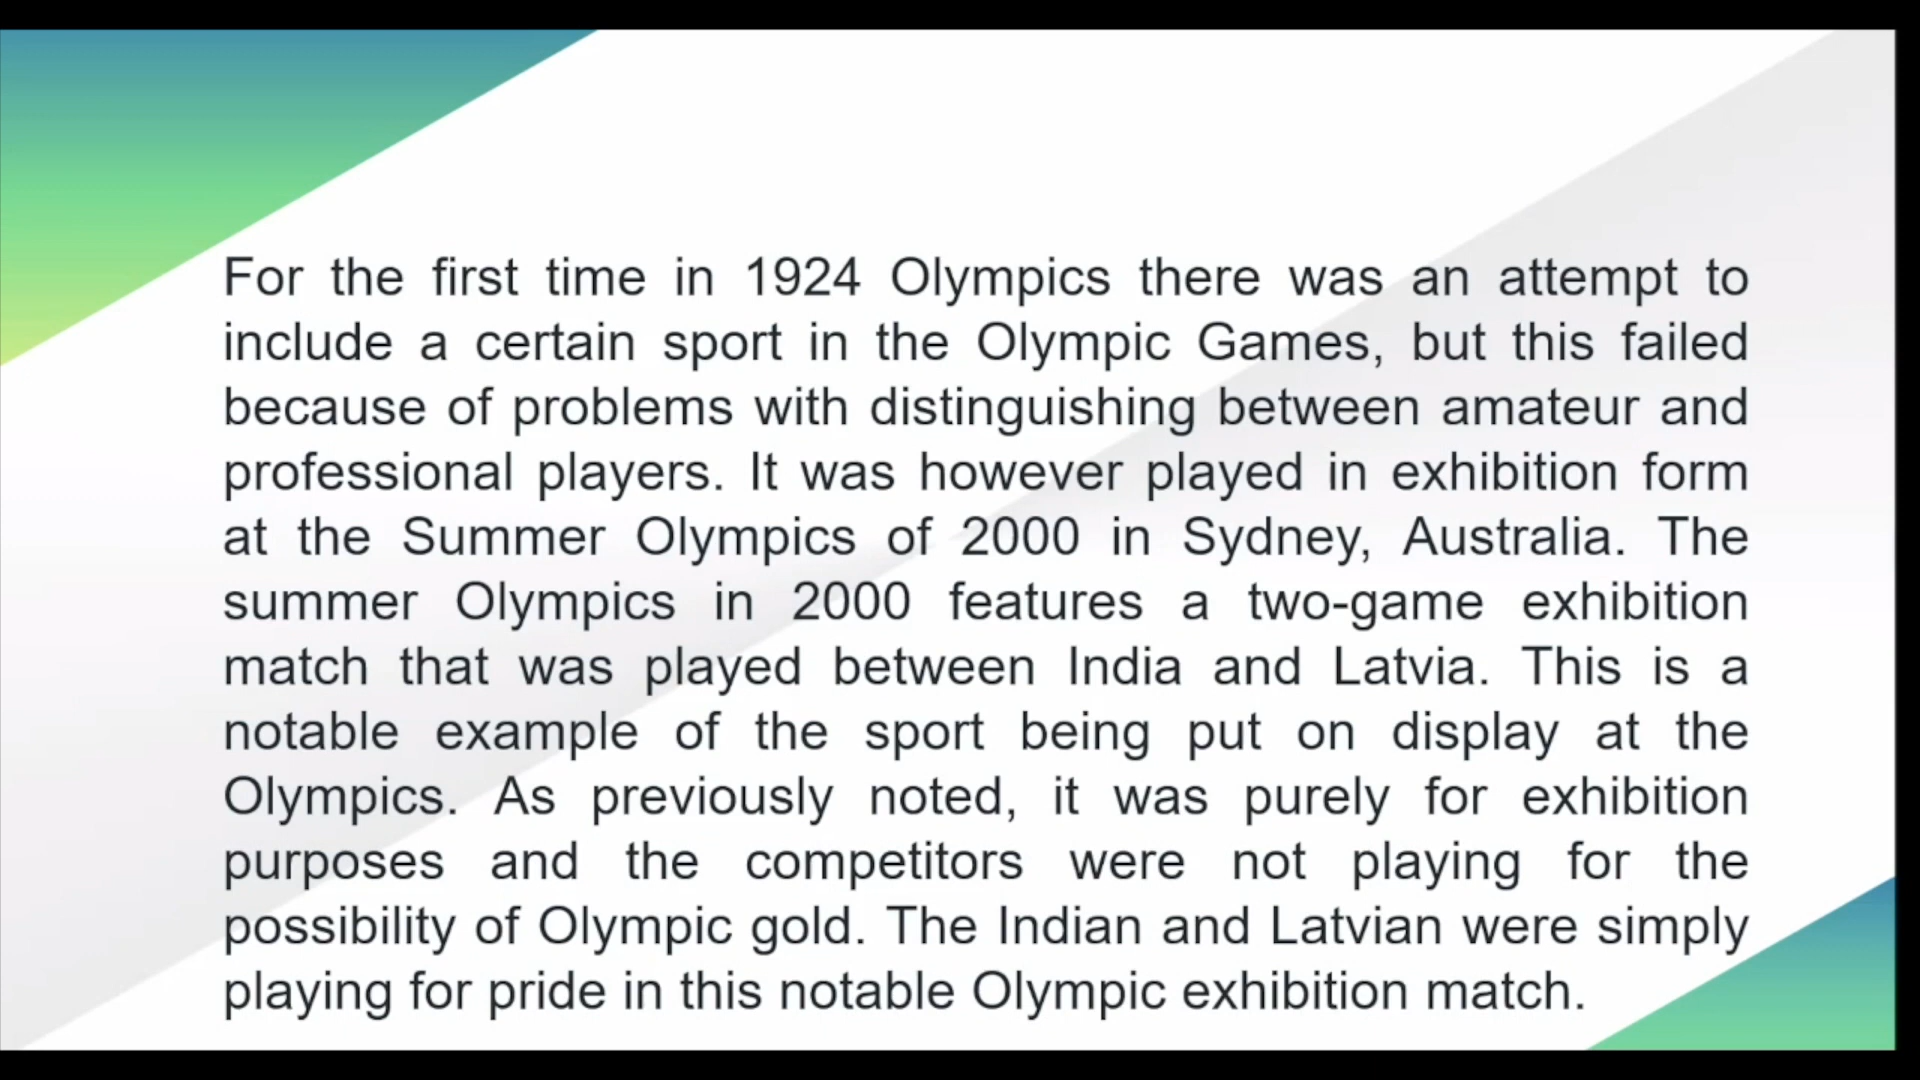 For the first time in 1924 Olympics there was an attempt to
include a certain sport in the Olympic Games, but this failed
because of problems with distinguishing between amateur and
professional players. It was however played in exhibition form
at the Summer Olympics of 2000 in Sydney, Australia. The
summer Olympics in 2000 features a two-game exhibition
match that was played between India and Latvia. This is a
notable example of the sport being put on display at the
Olympics. As previously noted, it was purely for exhibition
purposes and the competitors were not playing for the
possibility of Olympic gold. The Indian and Latvian were simply
playing for pride in this notable Olympic exhibition match.